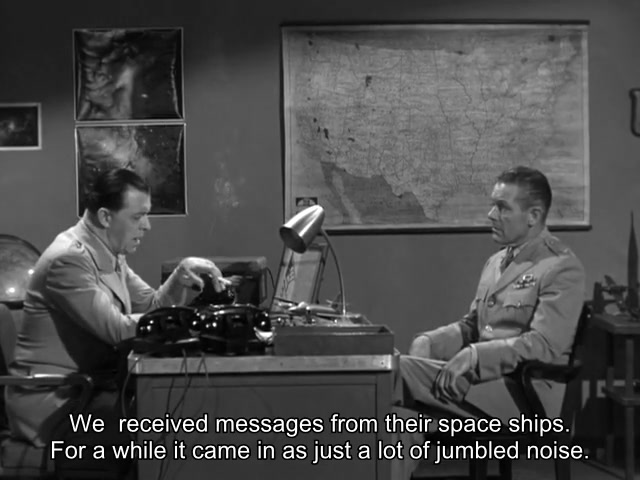 We  received messages from their space ships.
For a while it came in as just a lot of jumbled noise.